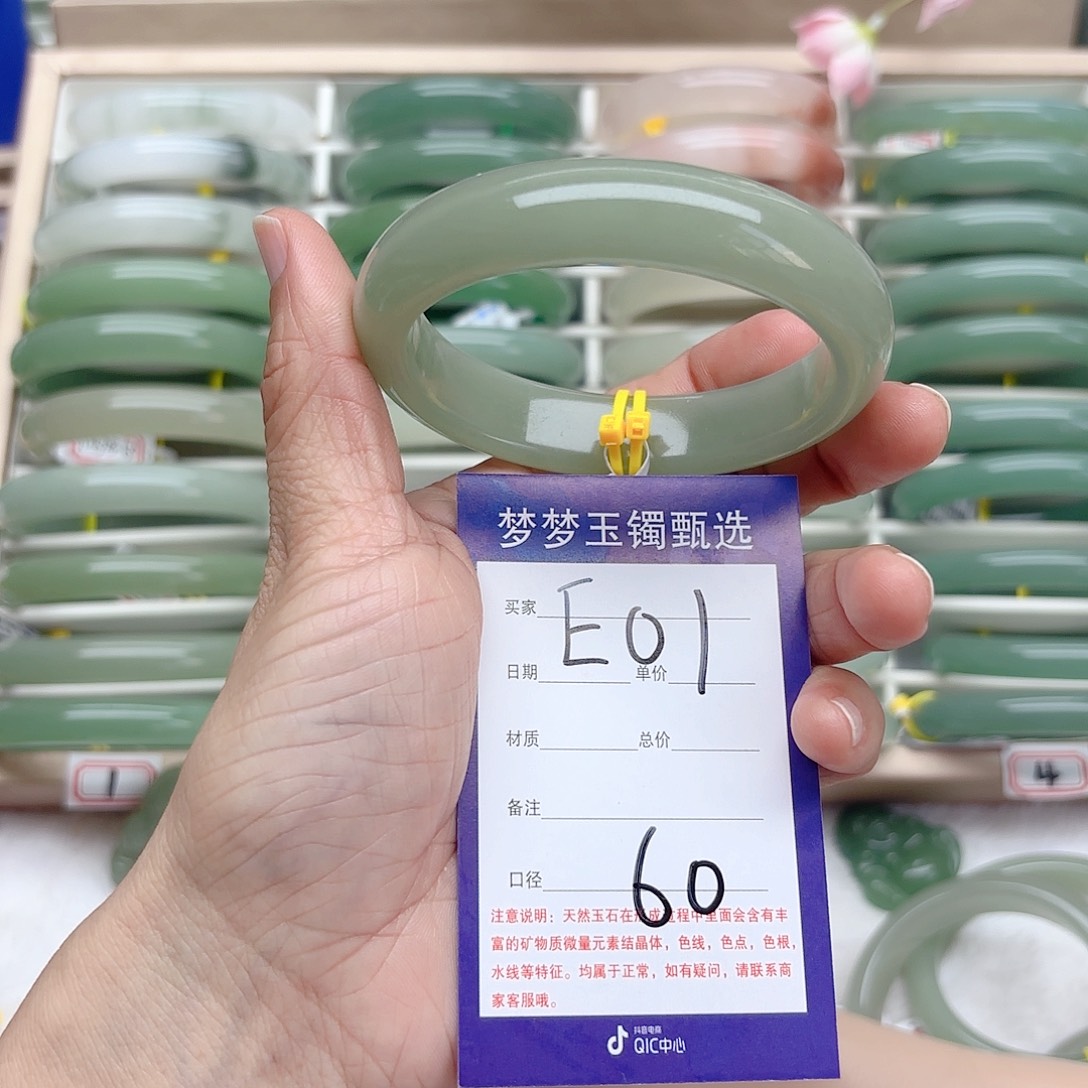 梦梦玉镯甄选
买家 E01
日期 单价
材质 总价
备注
口径 60
注意说明：天然玉石在形成过程中里面会含有丰
富的矿物质微量元素结晶体，色线，色点，色根，
水线等特征。均属于正常，如有疑问，请联系商
家客服哦。
抖音电商
QIC中心
1
4